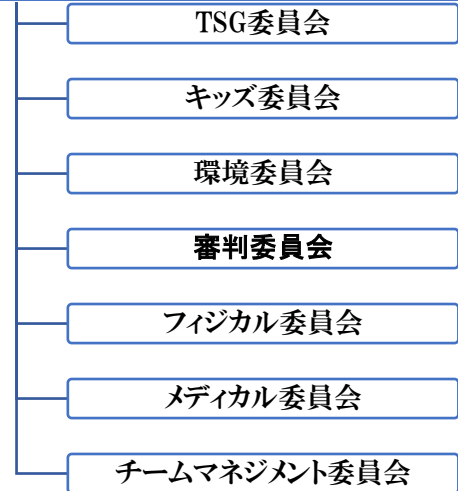 TSG委員会
キッズ委員会
環境委員会
審判委員会
フィジカル委員会
メディカル委員会
チームマネジメント委員会